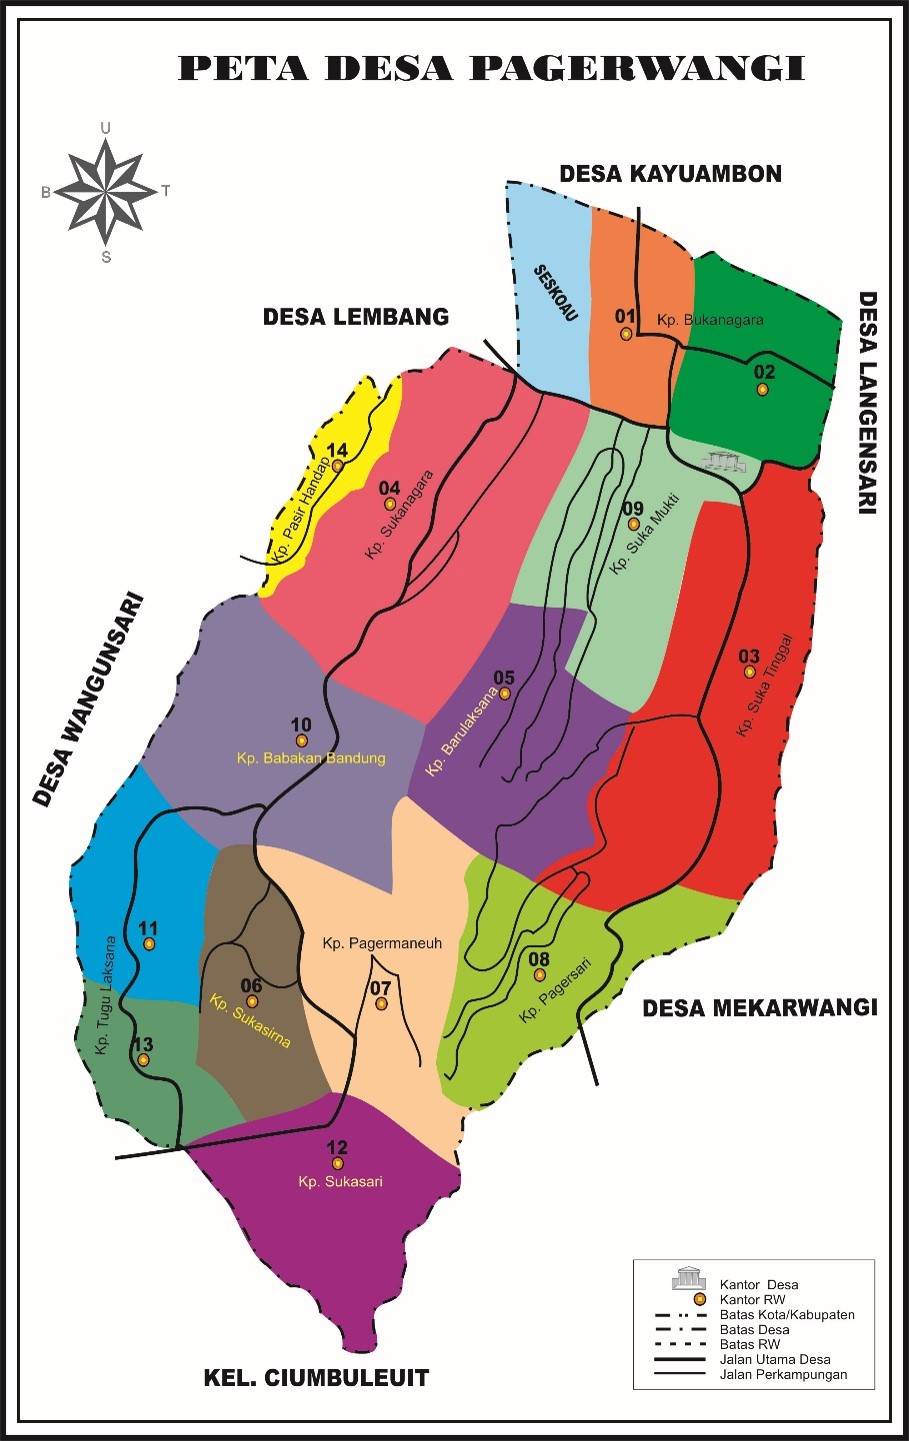 PETA DESA PAGERWANGI
U
B
T
S
DESA KAYUAMBON
SESKOAU
01
Kp. Bukanagara
02
DESA LEMBANG
DESA LANGENSARI
14
Kp. Pasir Handap
04
Kp. Sukanagara
09
Kp. Suka Mukti
03
Kp. Suka Tinggal
05
Kp. Barulaksana
DESA WANGUNSARI
10
Kp. Babakan Bandung
11
Kp. Tugu Laksana
13
06
Kp. Sukasirna
Kp. Pagermaneuh
07
08
Kp. Pagersari
DESA MEKARWANGI
12
Kp. Sukasari
KEL. CIUMBULEUIT
Kantor Desa
Kantor RW
Batas Kota/Kabupaten
Batas Desa
Batas RW
Jalan Utama Desa
Jalan Perkampungan